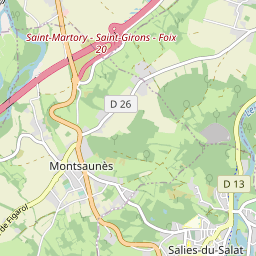 Saint-Martory - Saint-Girons - Foix
20
D 26
Montsaunès
D 13
de Figarol
Salies-du-Salat